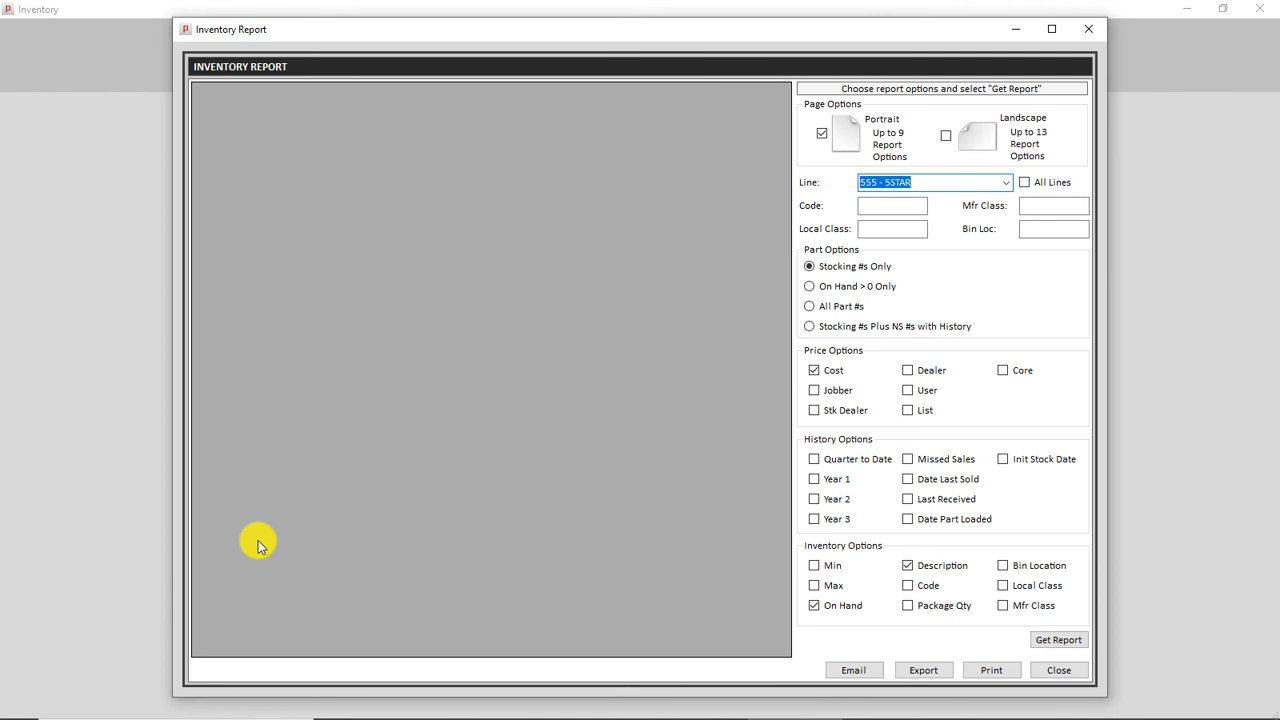 Inventory
Inventory Report
INVENTORY REPORT
Choose report options and select "Get Report"
Page Options
Portrait
Up to 9
Report
Options
Landscape
Up to 13
Report
Options
Line:
555 - 5STAR
All Lines
Code:
Mfr Class:
Local Class:
Bin Loc:
Part Options
Stocking #s Only
On Hand > 0 Only
All Part #s
Stocking #s Plus NS #s with History
Price Options
Cost
Dealer
Core
Jobber
User
Stk Dealer
List
History Options
Quarter to Date
Missed Sales
Init Stock Date
Year 1
Date Last Sold
Year 2
Last Received
Year 3
Date Part Loaded
Inventory Options
Min
Description
Bin Location
Max
Code
Local Class
On Hand
Package Qty
Mfr Class
Get Report
Email
Export
Print
Close